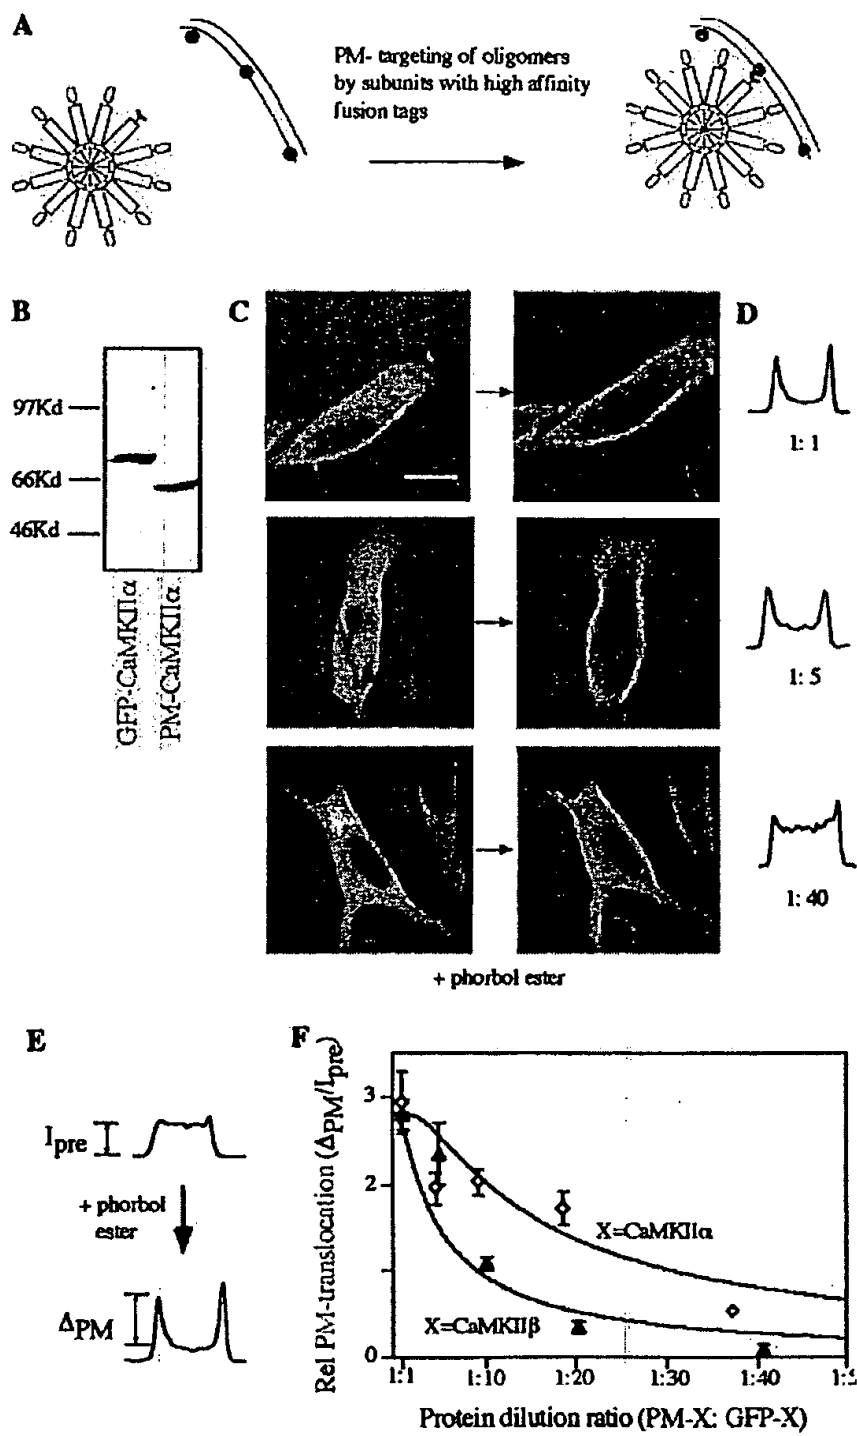 A
PM- targeting of oligomers
by subunits with high affinity
fusion tags
B
C
D
97Kd
66Kd
46Kd
GFP-CaMKIIα
PM-CaMKIIα
1: 1
1: 5
1: 40
+ phorbol ester
E
I pre
+ phorbol
ester
ΔPM
F
Rel PM-translocation (ΔPM/Ipre)
3
2
0
X=CaMKIIα
X=CaMKIIβ
1:1
1:10
1:20
1:30
1:40
Protein dilution ratio (PM-X: GFP-X)